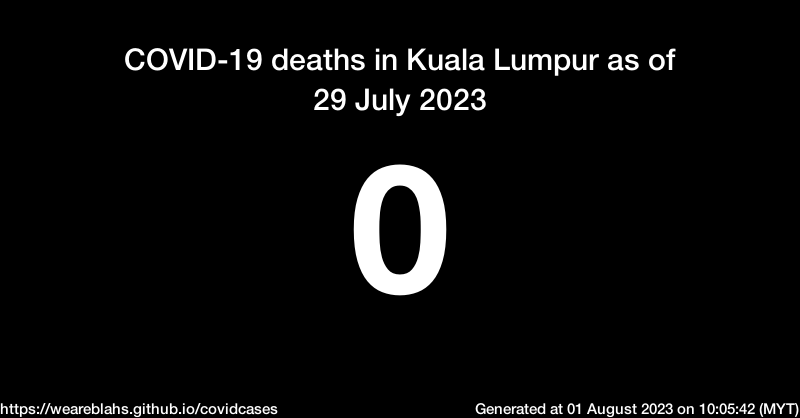 COVID-19 deaths in Kuala Lumpur as of
29 July 2023
0
https://weareblahs.github.io/covidcases
Generated at 01 August 2023 on 10:05:42 (MYT)